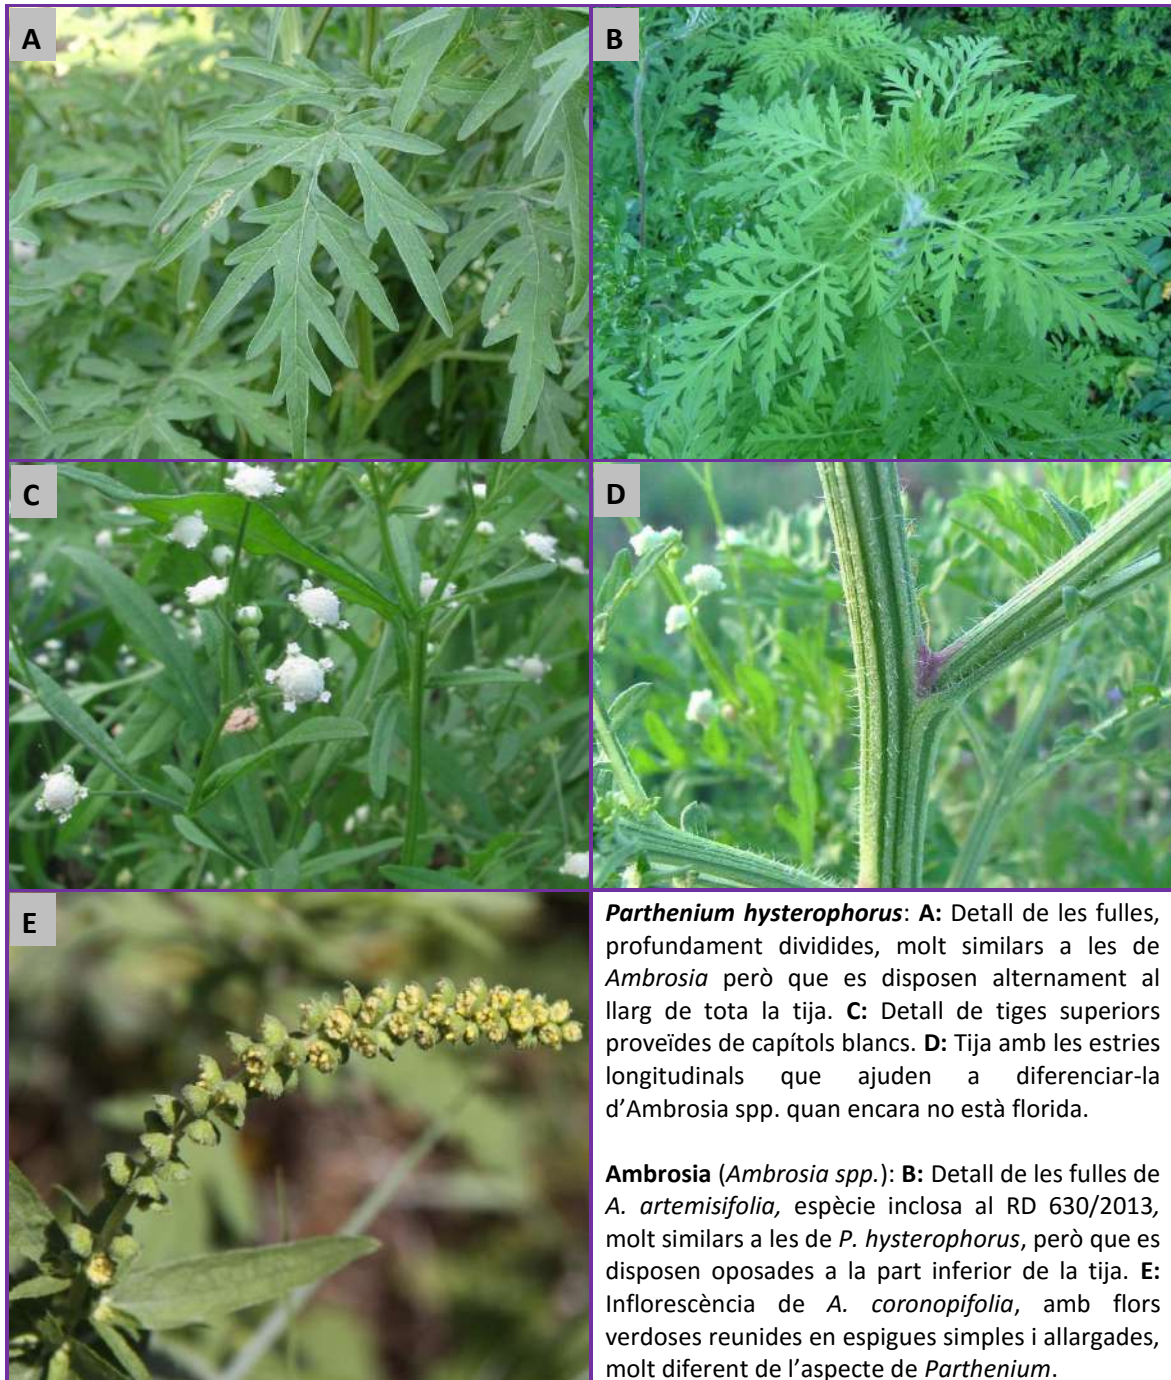 A
B
C
D
E
Parthenium hysterophorus: A: Detall de les fulles,
profundament dividides, molt similars a les de
Ambrosia però que es disposen alternament al
llarg de tota la tija. C: Detall de tiges superiors
proveïdes de capítols blancs. D: Tija amb les estries
longitudinals que ajuden a diferenciar-la
d’Ambrosia spp. quan encara no està florida.
Ambrosia (Ambrosia spp.): B: Detall de les fulles de
A. artemisifolia, espècie inclosa al RD 630/2013,
molt similars a les de P. hysterophorus, però que es
disposen oposades a la part inferior de la tija. E:
Inflorescència de A. coronopifolia, amb flors
verdoses reunides en espigues simples i allargades,
molt diferent de l’aspecte de Parthenium.